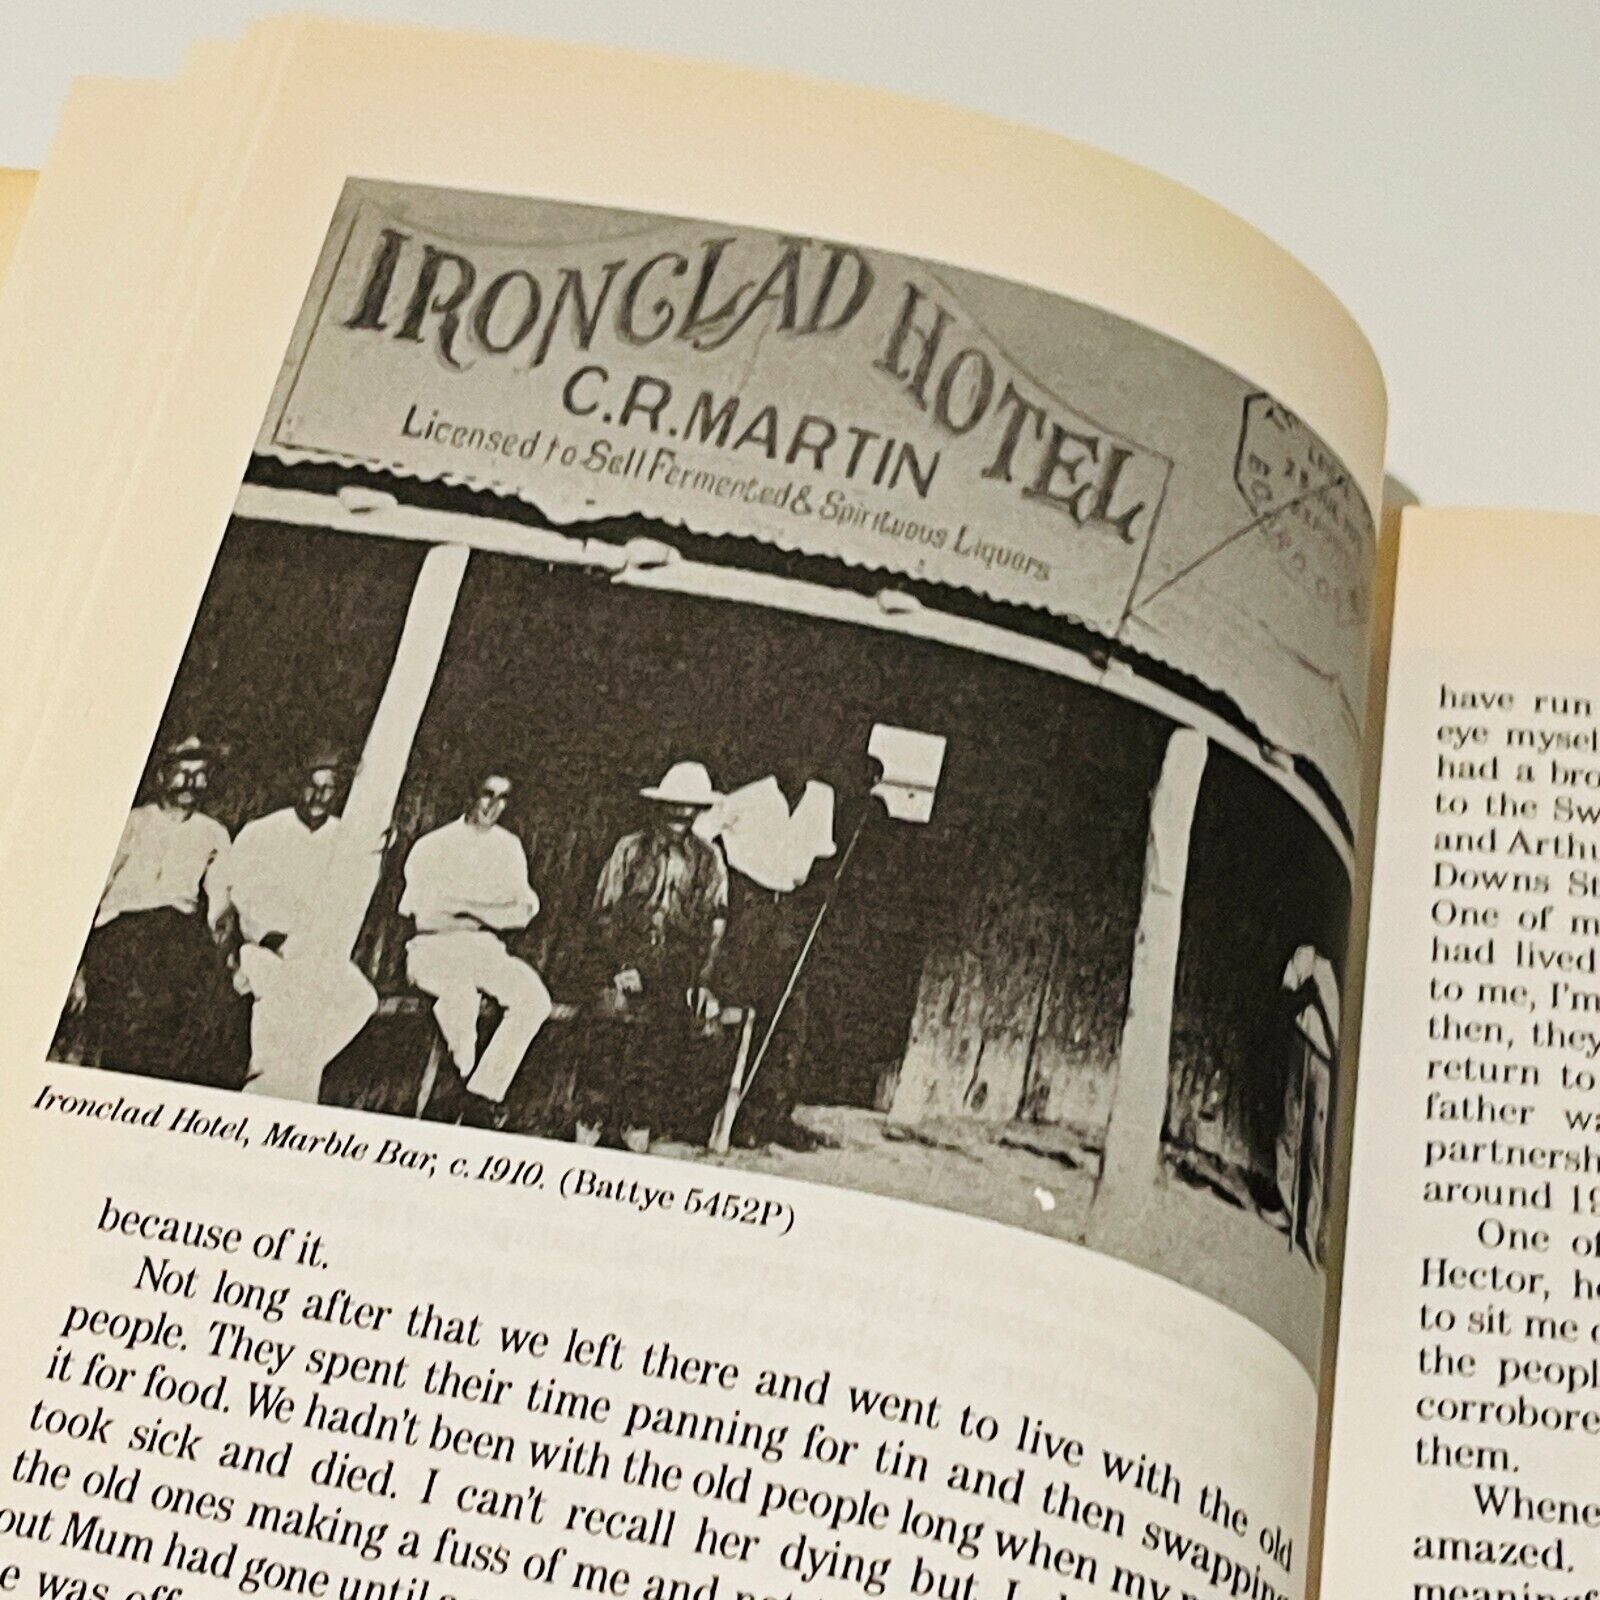 IRONCLAD HOTEL
C.R. MARTIN
Licensed to Sell Fermented & Spirituous Liquors
Ironclad Hotel, Marble Bar, c. 1910. (Battye 5452P)
because of it.
Not long after that we left there and went to live with the old
people. They spent their time panning for tin and then swapping
it for food. We hadn't been with the old people long when my
took sick and died. I can't recall her dying but I
the old ones making a fuss of me and
out Mum had gone until
e was off
have run
eye mysel
had a bro
to the Sw
and Arthu
Downs St
One of m
had lived
to me, I'm
then, they
return to
father wa
partnersh
around 19
One of
Hector, he
to sit me
the peopl
corrobore
them.
Whene
amazed.
meaningf